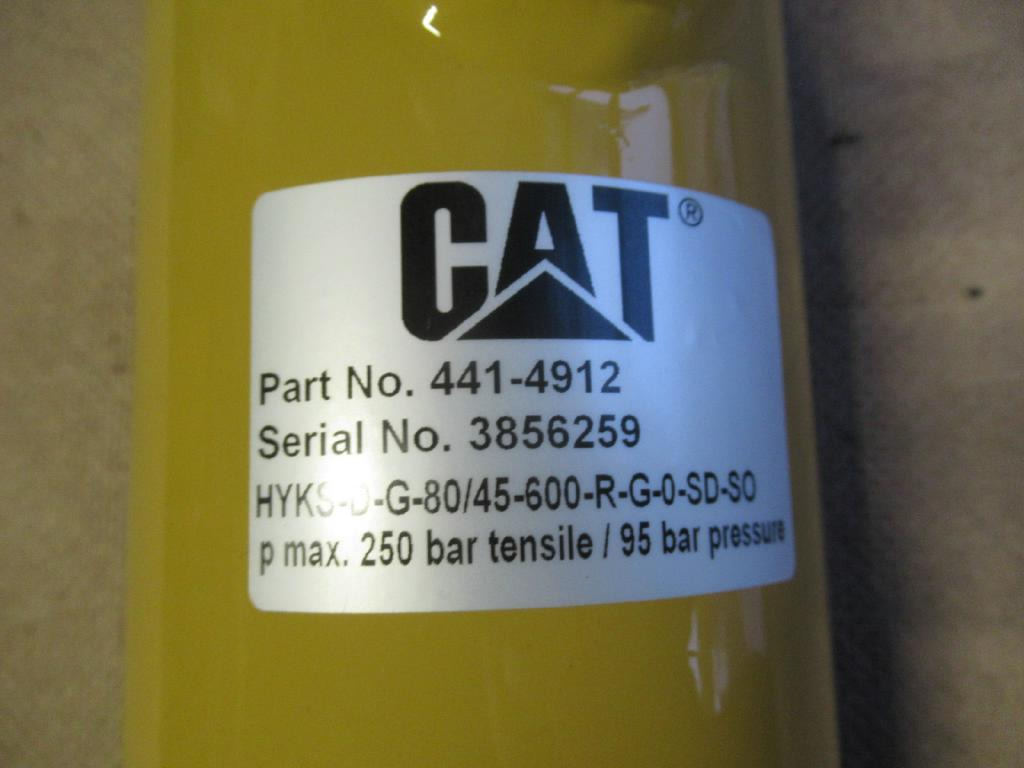 CAT®
Part No. 441-4912
Serial No. 3856259
HYKS-D-G-80/45-600-R-G-0-SD-SO
p max. 250 bar tensile / 95 bar pressure